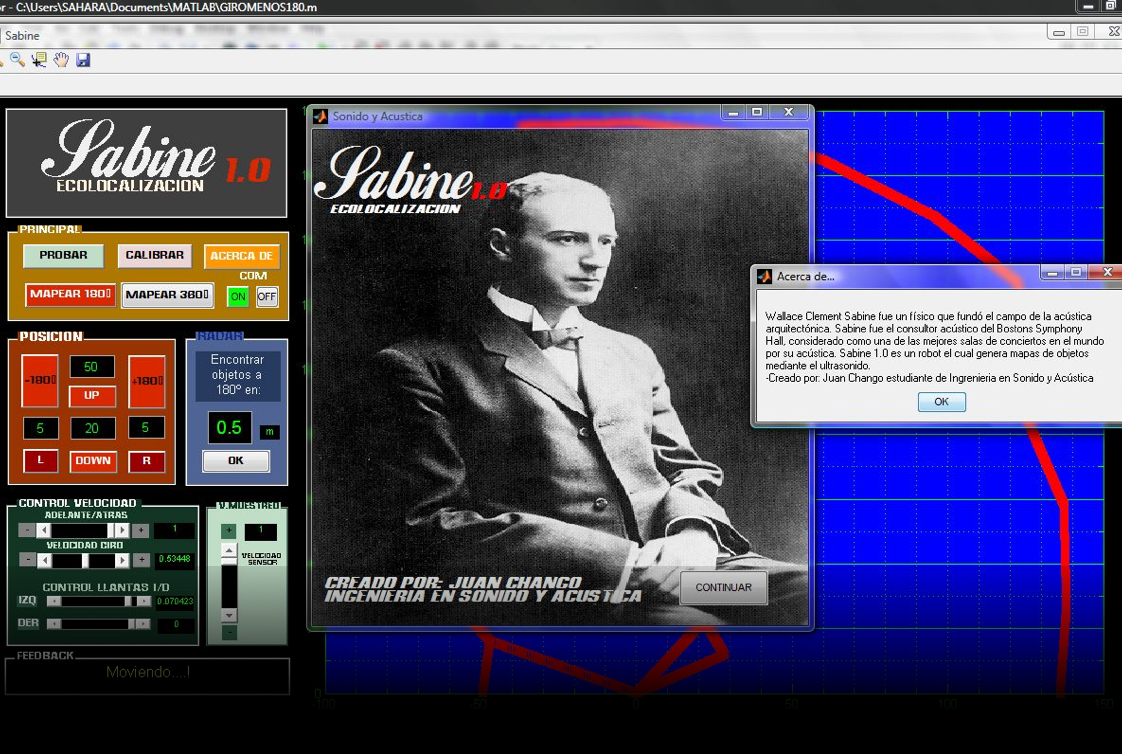 r - C:\Users\SAHARA\Documents\MATLAB\GIROMENOS180.m
Sabine
Sabine 1.0
ECOLOCALIZACION
PRINCIPAL
PROBAR
CALIBRAR
ACERCA DE
COM
MAPEAR 180▯
MAPEAR 360▯
ON
OFF
POSICION
-180▯
50
+180▯
UP
5
20
5
L
DOWN
R
RADAR
Encontrar
objetos a
180º en:
0.5
m
OK
CONTROL VELOCIDAD
ADELANTE/ATRAS
-
+
1
VELOCIDAD GIRO
-
+
0.53448
CONTROL LLANTAS I/D
IZQ
0.070423
DER
0
V.MUESTREO
+
1
VELOCIDAD
SENSOR
-
FEEDBACK
Moviendo....!
Sonido y Acustica
Sabine 1.0
ECOLOCALIZACION
CREADO POR: JUAN CHANGO
INGENIERIA EN SONIDO Y ACUSTICA
CONTINUAR
Acerca de...
Wallace Clement Sabine fue un físico que fundó el campo de la acústica
arquitectónica. Sabine fue el consultor acústico del Bostons Symphony
Hall, considerado como una de las mejores salas de conciertos en el mundo
por su acústica. Sabine 1.0 es un robot el cual genera mapas de objetos
mediante el ultrasonido.
-Creado por: Juan Chango estudiante de Ingrenieria en Sonido y Acústica
OK
0
-100
-50
0
50
100
150